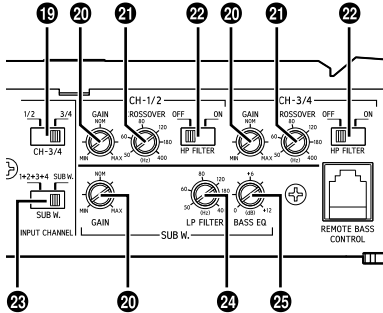 19 20 21 22 20 21 22
CH-1/2 CH-3/4
1/2 3/4 GAIN CROSSOVER OFF ON GAIN CROSSOVER OFF ON
NOM 80 NOM 80
60 120 60 120
180 180
CH-3/4 MIN MAX 50 (Hz) 400 HP FILTER MIN MAX 50 (Hz) 400 HP FILTER
1+2+3+4 SUB W. NOM 80 +6
60 120
180
SUB W. MIN MAX 50 (Hz) 40 0 (dB) +12
INPUT CHANNEL GAIN LP FILTER BASS EQ REMOTE BASS
CONTROL
SUB W.
23 20 24 25